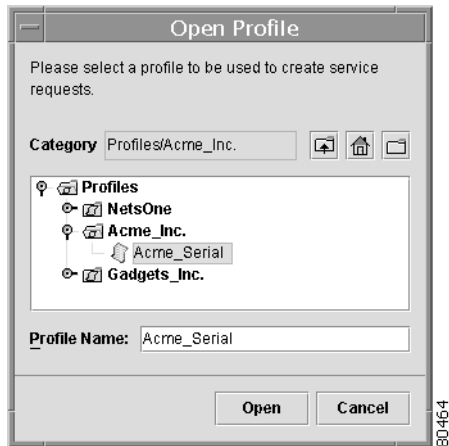 Open Profile
Please select a profile to be used to create service
requests.
Category Profiles/Acme_Inc.
Profiles
NetsOne
Acme_Inc.
Acme_Serial
Gadgets_Inc.
Profile Name: Acme_Serial
Open Cancel
80464